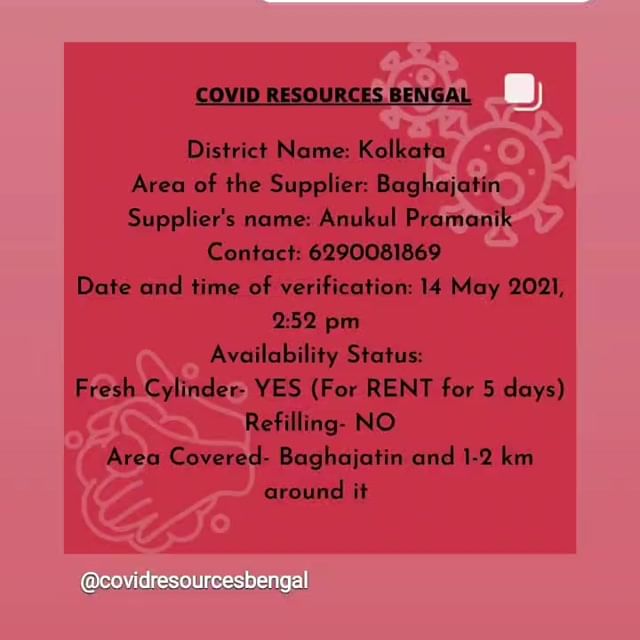 COVID RESOURCES BENGAL
District Name: Kolkata
Area of the Supplier: Baghajatin
Supplier's name: Anukul Pramanik
Contact: 6290081869
Date and time of verification: 14 May 2021,
2:52 pm
Availability Status:
Fresh Cylinder- YES (For RENT for 5 days)
Refilling- NO
Area Covered- Baghajatin and 1-2 km
around it
@covidresourcesbengal